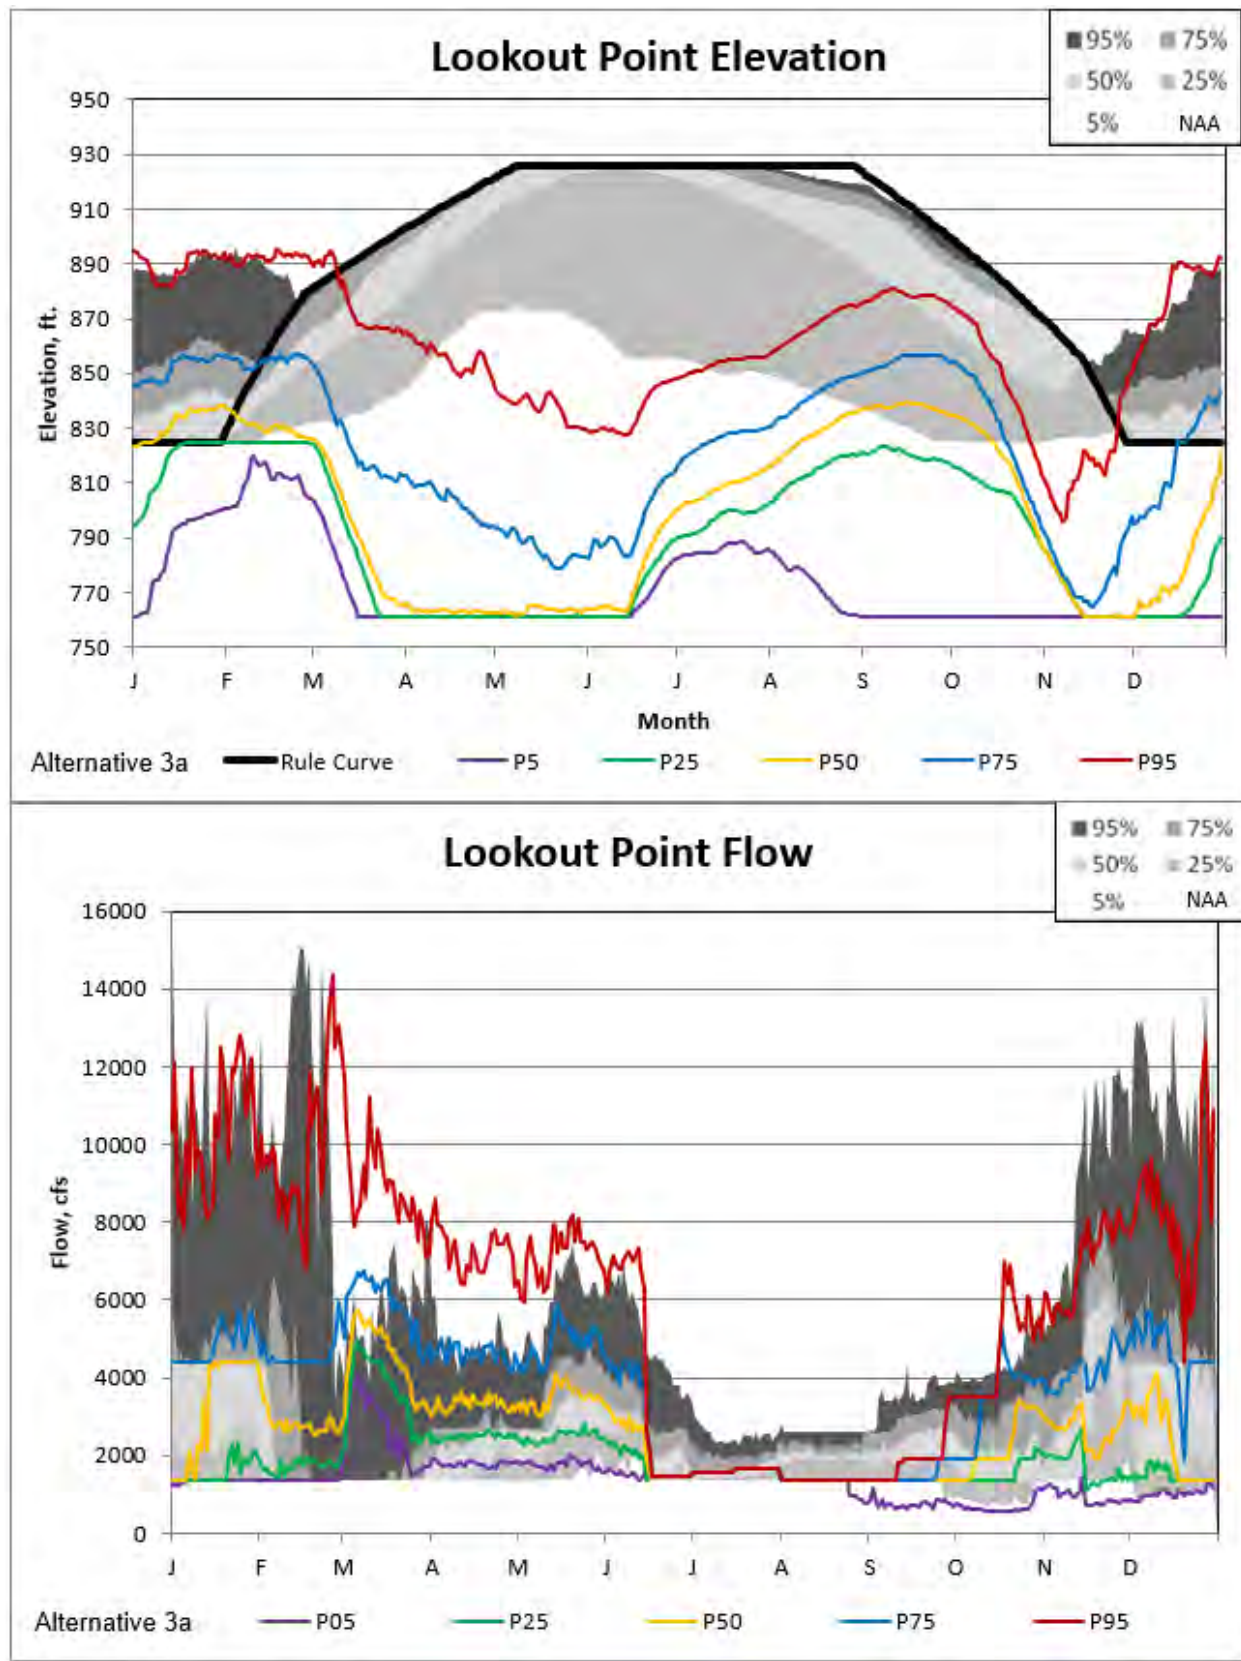 Lookout Point Elevation
95% 75%
50% 25%
5% NAA
950
930
910
890
870
850
830
810
790
770
750
Elevation, ft.
J F M A M J J A S O N D
Month
Alternative 3a Rule Curve P5 P25 P50 P75 P95
Lookout Point Flow
95% 75%
50% 25%
5% NAA
16000
14000
12000
10000
8000
6000
4000
2000
0
Flow, cfs
J F M A M J J A S O N D
Alternative 3a P05 P25 P50 P75 P95